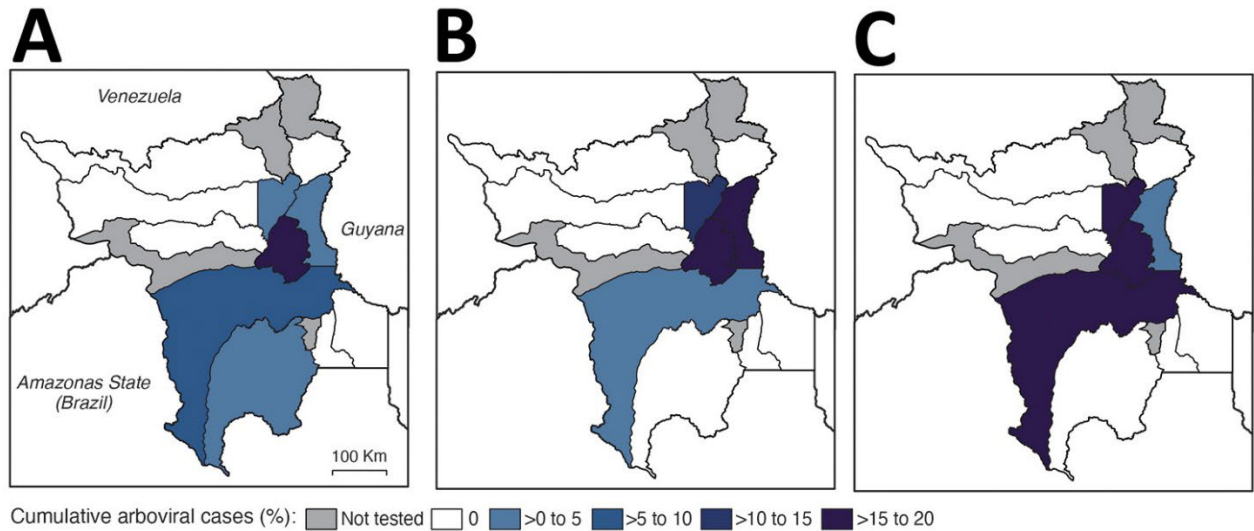 A
B
C
Venezuela
Guyana
Amazonas State
(Brazil)
100 Km
Cumulative arboviral cases (%): Not tested 0 >0 to 5 >5 to 10 >10 to 15 >15 to 20